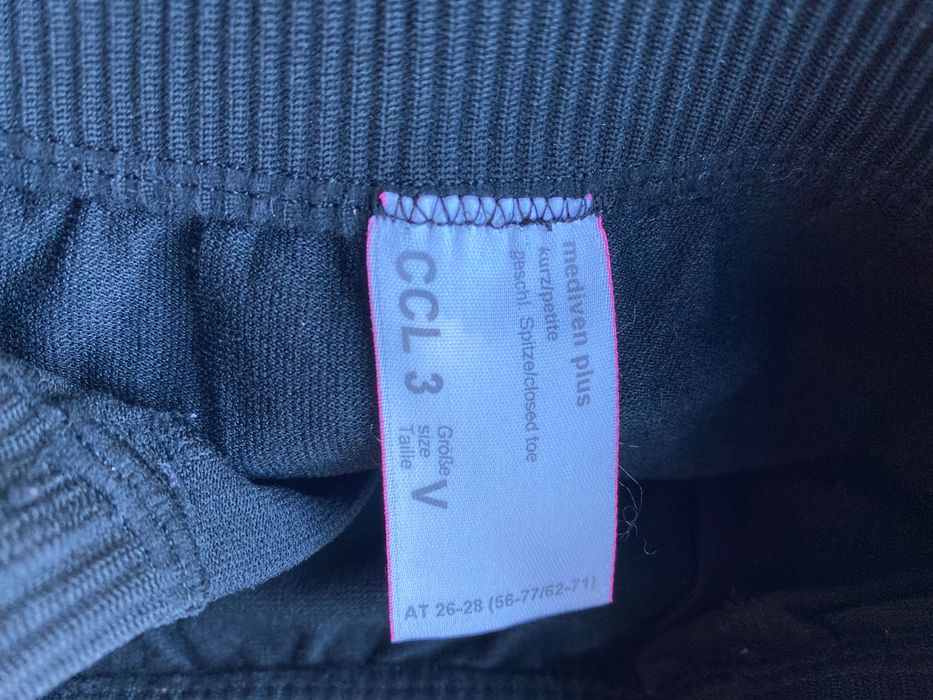 mediven plus
kurz/petite
geschl. Spitze/closed toe
CCL 3
Größe
size
Taille
V
AT 26-28 (56-77/62-71)